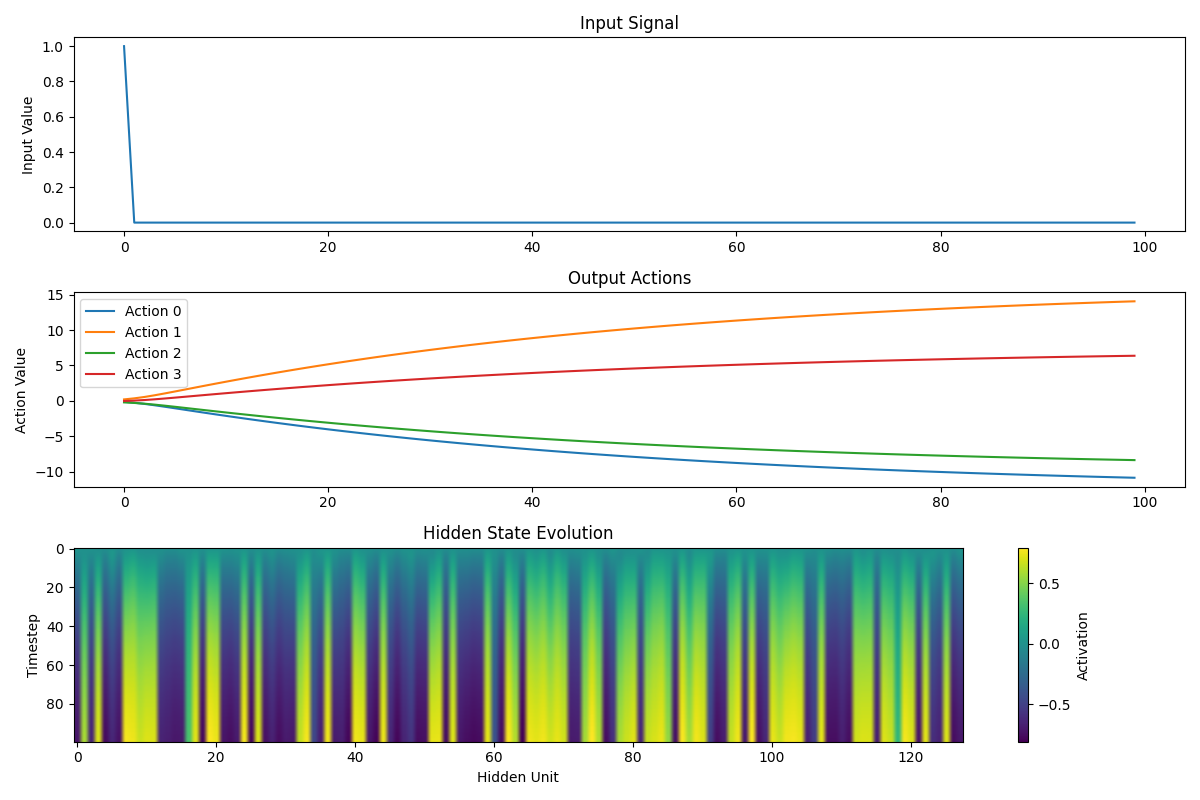 Input Signal
Input Value
1.0
0.8
0.6
0.4
0.2
0.0
0 20 40 60 80 100
Output Actions
Action Value
15
10
5
0
−5
−10
Action 0
Action 1
Action 2
Action 3
0 20 40 60 80 100
Hidden State Evolution
Timestep
0
20
40
60
80
0 20 40 60 80 100 120
Hidden Unit
0.5
0.0
−0.5
Activation